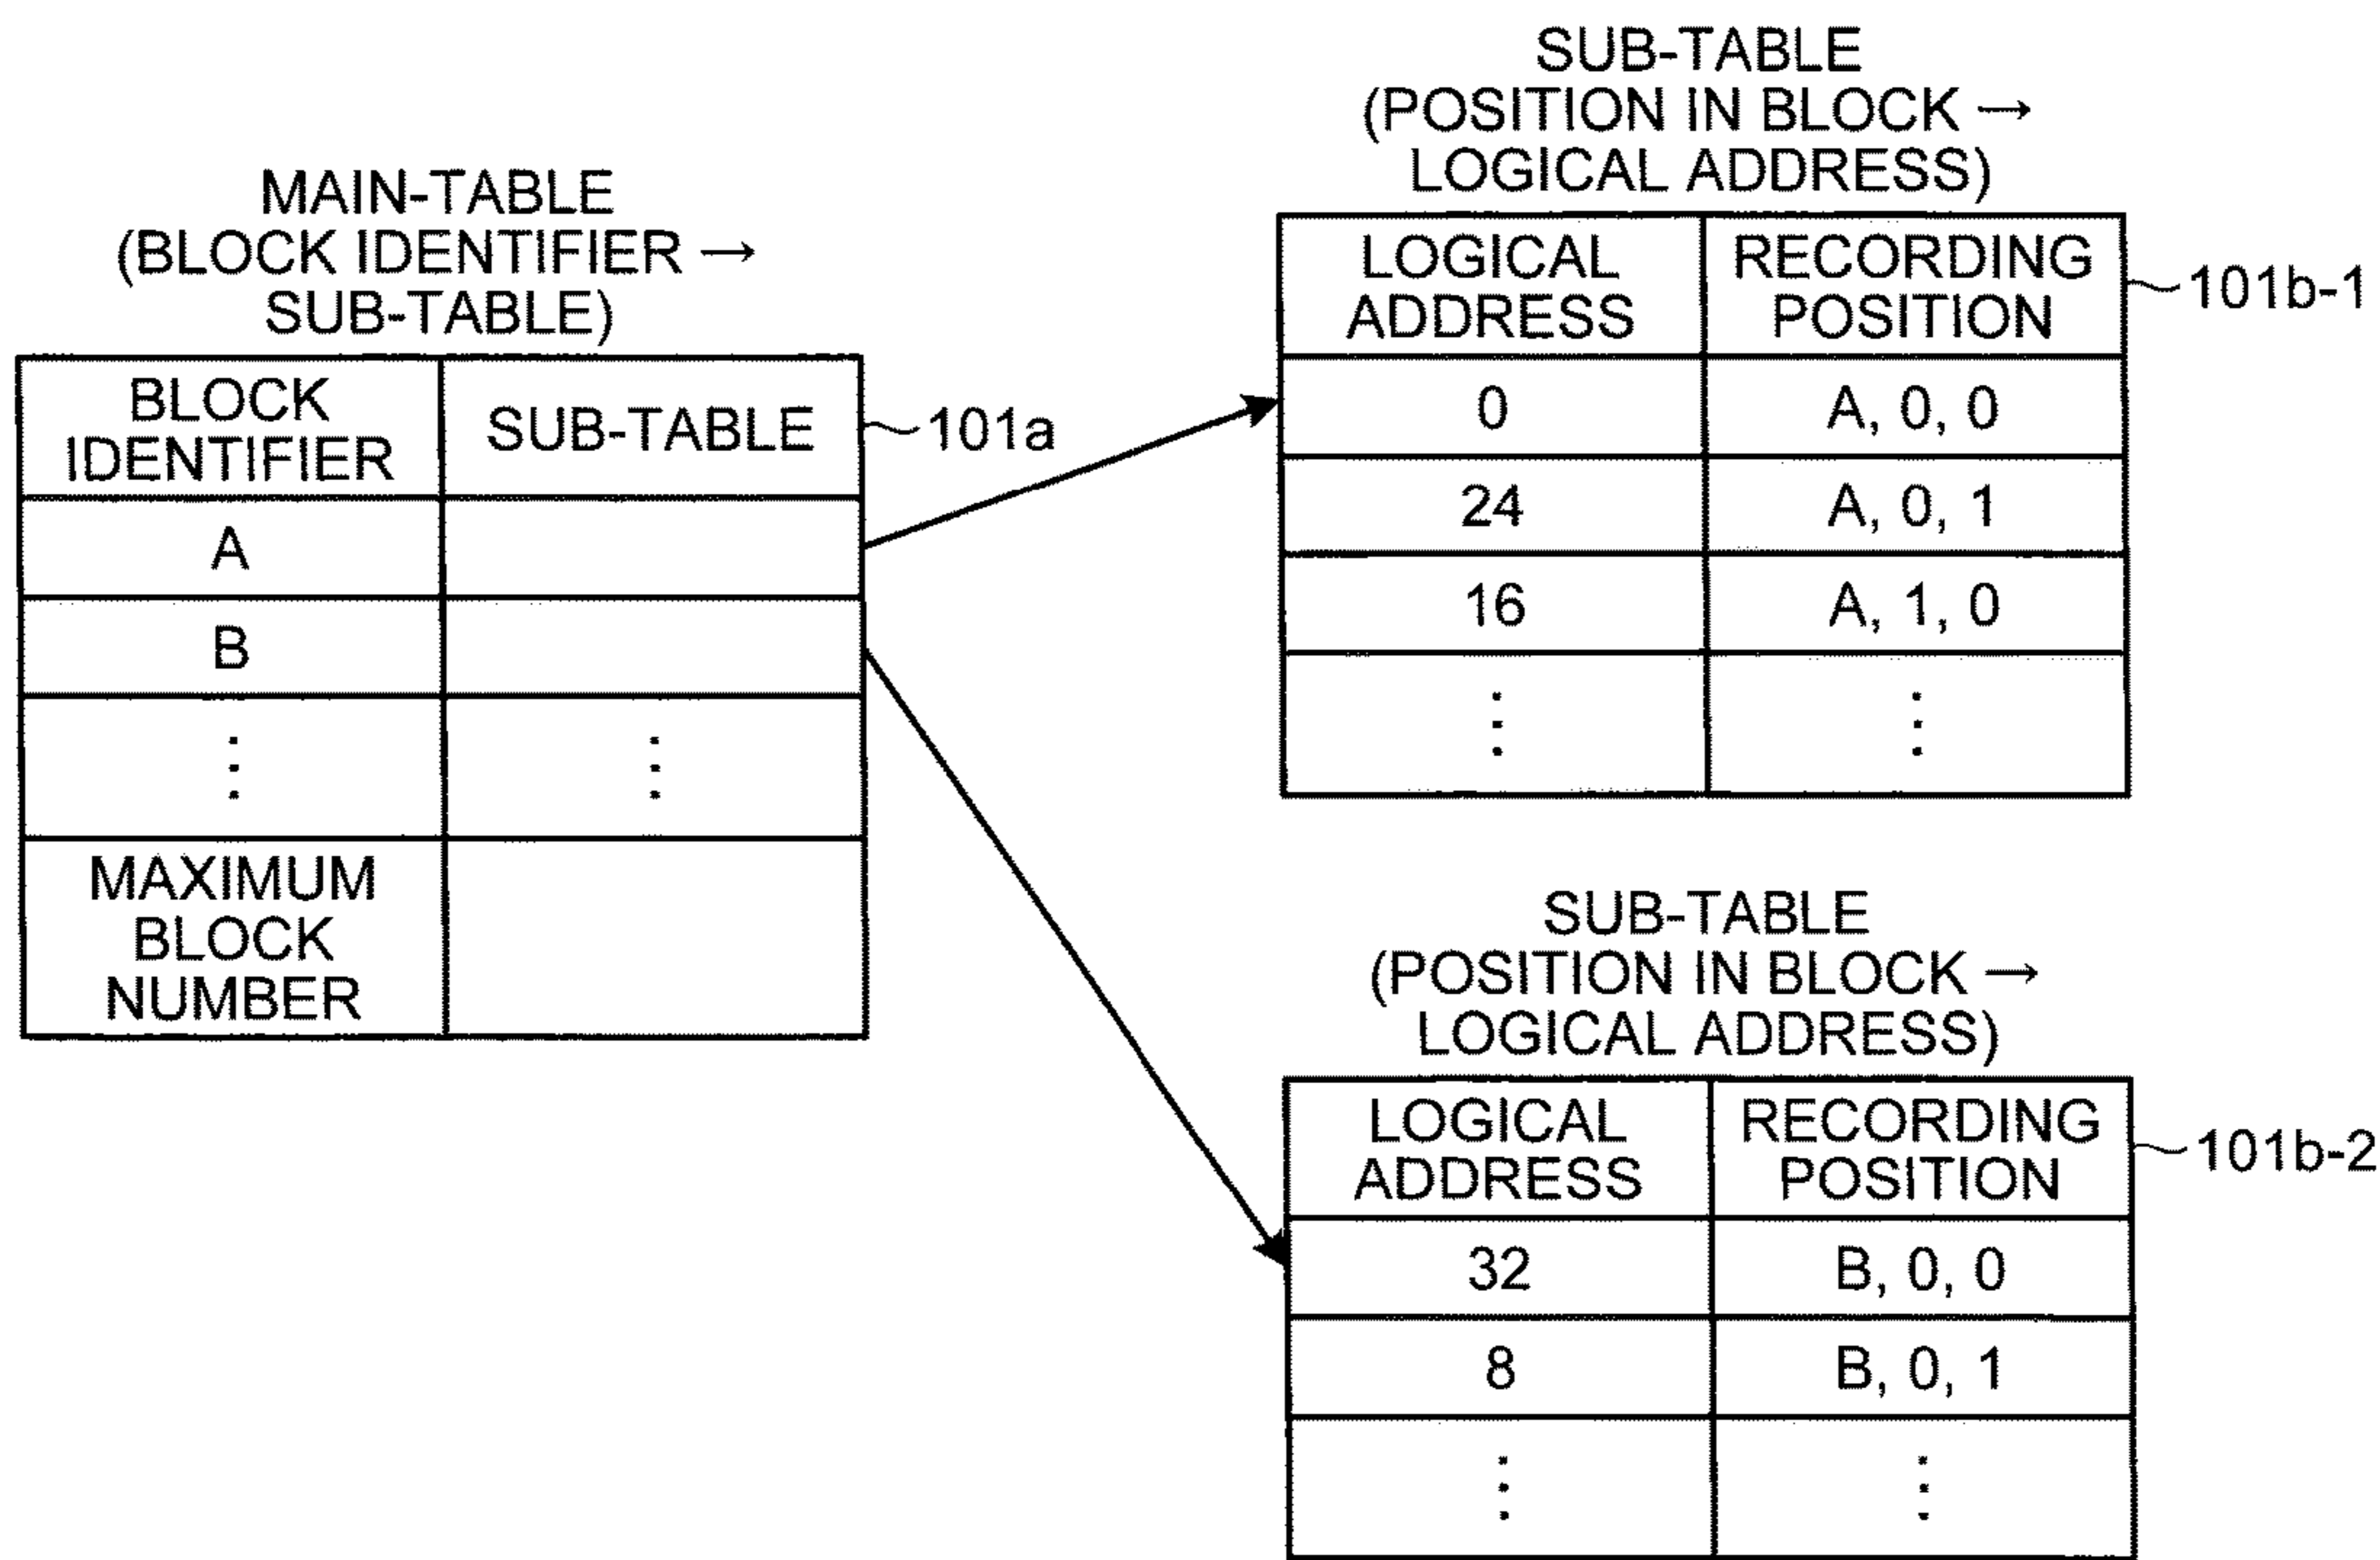 MAIN-TABLE
(BLOCK IDENTIFIER →
SUB-TABLE)
BLOCK
IDENTIFIER
SUB-TABLE
101a
A
B
⋮ ⋮
MAXIMUM
BLOCK
NUMBER
SUB-TABLE
(POSITION IN BLOCK →
LOGICAL ADDRESS)
LOGICAL
ADDRESS
RECORDING
POSITION
101b-1
0 A, 0, 0
24 A, 0, 1
16 A, 1, 0
⋮ ⋮
SUB-TABLE
(POSITION IN BLOCK →
LOGICAL ADDRESS)
LOGICAL
ADDRESS
RECORDING
POSITION
101b-2
32 B, 0, 0
8 B, 0, 1
⋮ ⋮